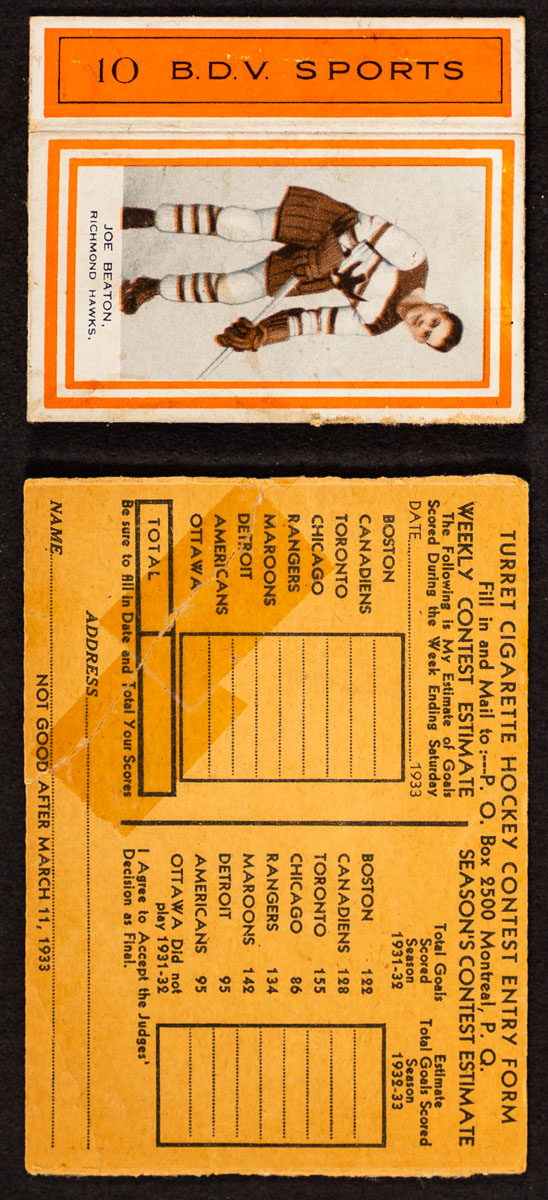 10 B.D.V. SPORTS
JOE BEATON,
RICHMOND HAWKS.
TURRET CIGARETTE HOCKEY CONTEST ENTRY FORM
Fill in and Mail to:---P. O. Box 2500 Montreal, P. Q.
WEEKLY CONTEST ESTIMATE
The Following is My Estimate of Goals
Scored During the Week Ending Saturday
DATE 1933
BOSTON
CANADIENS
TORONTO
CHICAGO
RANGERS
MAROONS
DETROIT
AMERICANS
OTTAWA
TOTAL
Be sure to fill in Date and Total Your Scores
SEASON'S CONTEST ESTIMATE
Total Goals
Scored
Season
1931-32
Estimate
Total Goals Scored
Season
1932-33
BOSTON 122
CANADIENS 128
TORONTO 155
CHICAGO 86
RANGERS 134
MAROONS 142
DETROIT 95
AMERICANS 95
OTTAWA Did not
play 1931-32
I Agree to Accept the Judges'
Decision as Final.
ADDRESS
NAME
NOT GOOD AFTER MARCH 11, 1933